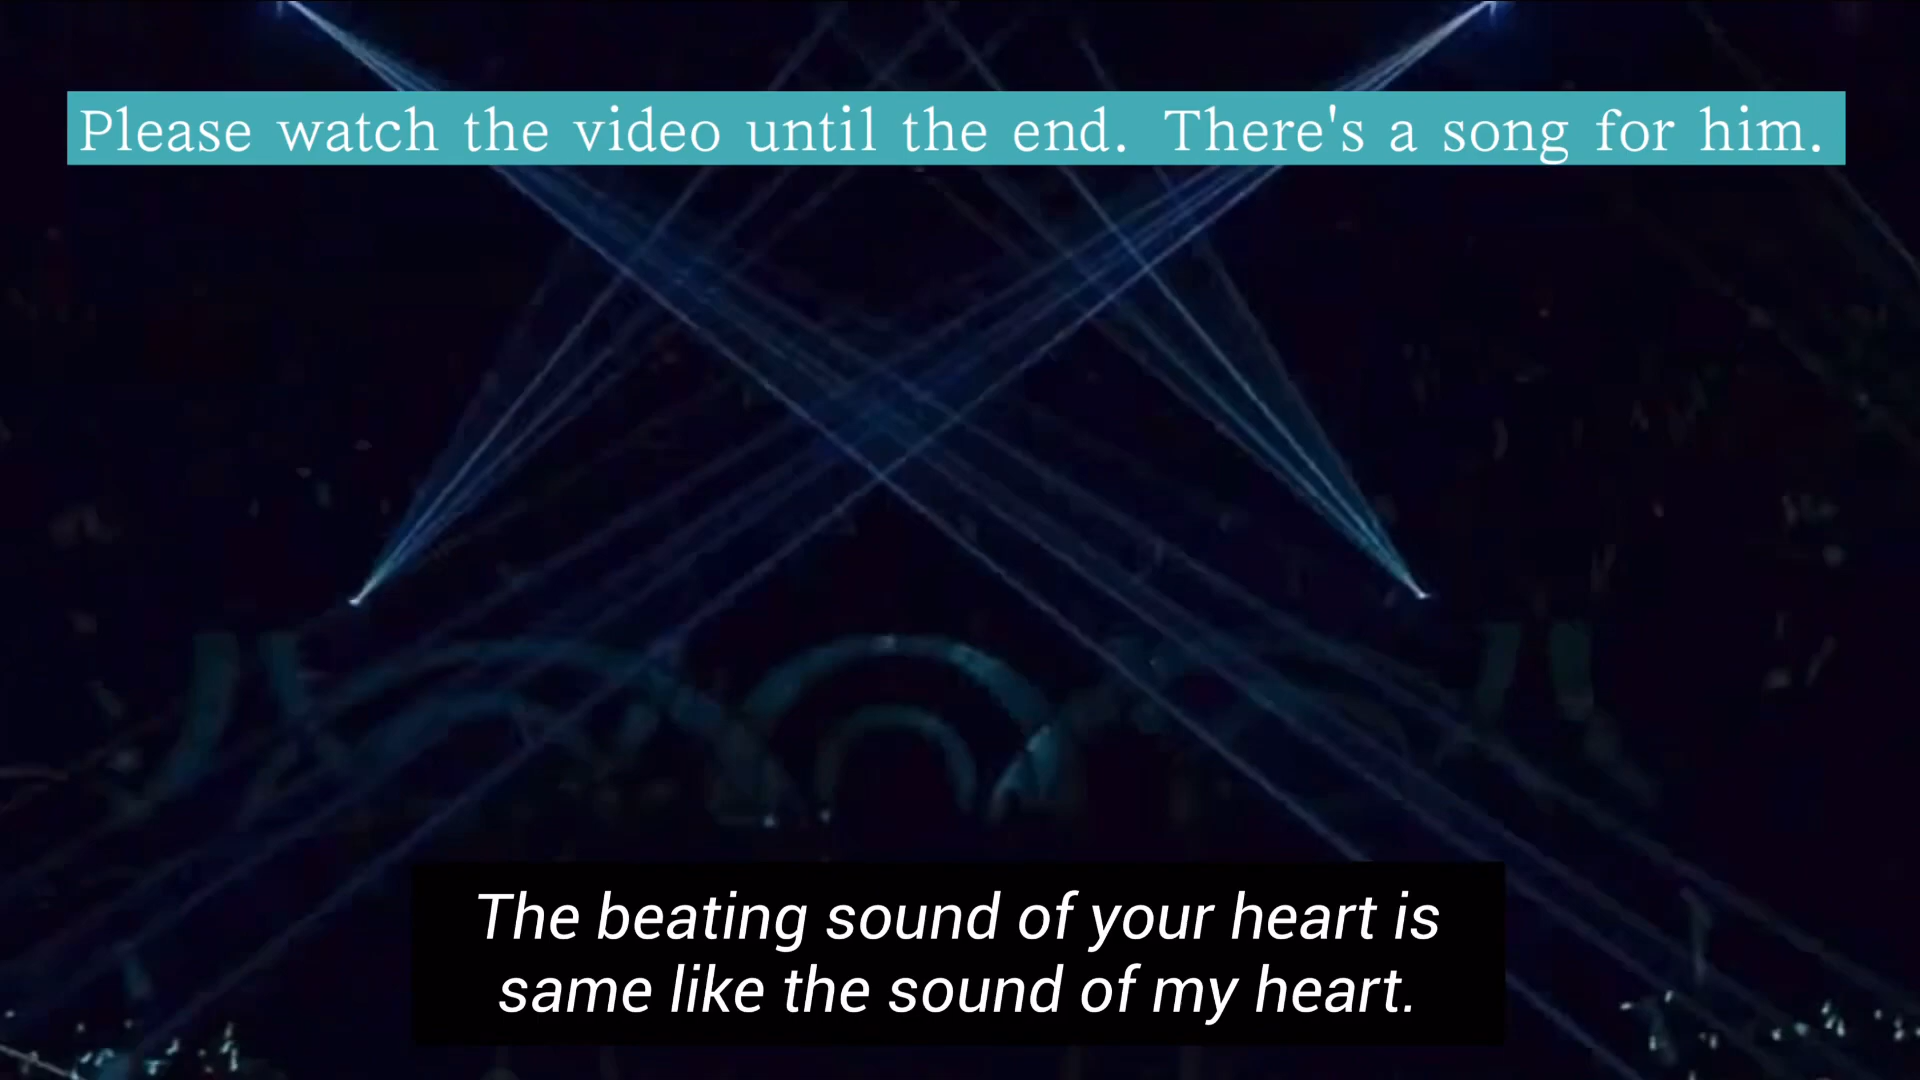 Please watch the video until the end. There's a song for him.
The beating sound of your heart is
same like the sound of my heart.